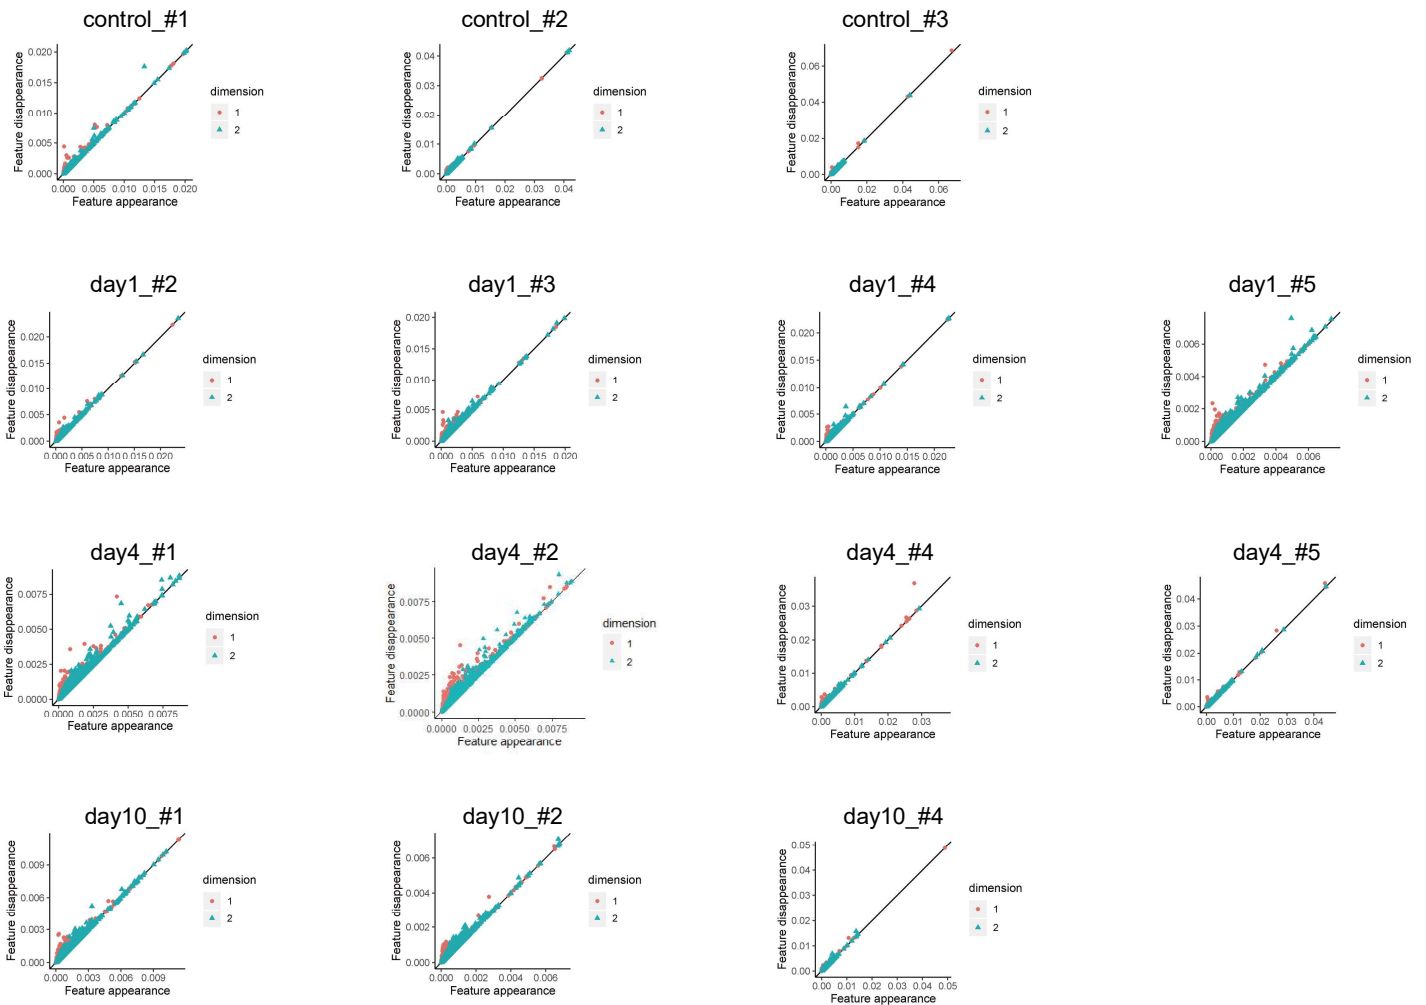 control_#1
control_#2
control_#3
Feature disappearance
0.020
0.015
0.010
0.005
0.000
0.000 0.005 0.010 0.015 0.020
Feature appearance
dimension
1
2
Feature disappearance
0.04
0.03
0.02
0.01
0.00
0.00 0.01 0.02 0.03 0.04
Feature appearance
dimension
1
2
Feature disappearance
0.06
0.04
0.02
0.00
0.00 0.02 0.04 0.06
Feature appearance
dimension
1
2
day1_#2
day1_#3
day1_#4
day1_#5
Feature disappearance
0.020
0.015
0.010
0.005
0.000
0.000 0.005 0.010 0.015 0.020
Feature appearance
dimension
1
2
Feature disappearance
0.020
0.015
0.010
0.005
0.000
0.000 0.005 0.010 0.015 0.020
Feature appearance
dimension
1
2
Feature disappearance
0.020
0.015
0.010
0.005
0.000
0.000 0.005 0.010 0.015 0.020
Feature appearance
dimension
1
2
Feature disappearance
0.006
0.004
0.002
0.000
0.000 0.002 0.004 0.006
Feature appearance
dimension
1
2
day4_#1
day4_#2
day4_#4
day4_#5
Feature disappearance
0.0075
0.0050
0.0025
0.0000
0.0000 0.0025 0.0050 0.0075
Feature appearance
dimension
1
2
Feature disappearance
0.0075
0.0050
0.0025
0.0000
0.0000 0.0025 0.0050 0.0075
Feature appearance
dimension
1
2
Feature disappearance
0.03
0.02
0.01
0.00
0.00 0.01 0.02 0.03
Feature appearance
dimension
1
2
Feature disappearance
0.04
0.03
0.02
0.01
0.00
0.00 0.01 0.02 0.03 0.04
Feature appearance
dimension
1
2
day10_#1
day10_#2
day10_#4
Feature disappearance
0.009
0.006
0.003
0.000
0.000 0.003 0.006 0.009
Feature appearance
dimension
1
2
Feature disappearance
0.006
0.004
0.002
0.000
0.000 0.002 0.004 0.006
Feature appearance
dimension
1
2
Feature disappearance
0.05
0.04
0.03
0.02
0.01
0.00
0.00 0.01 0.02 0.03 0.04 0.05
Feature appearance
dimension
1
2